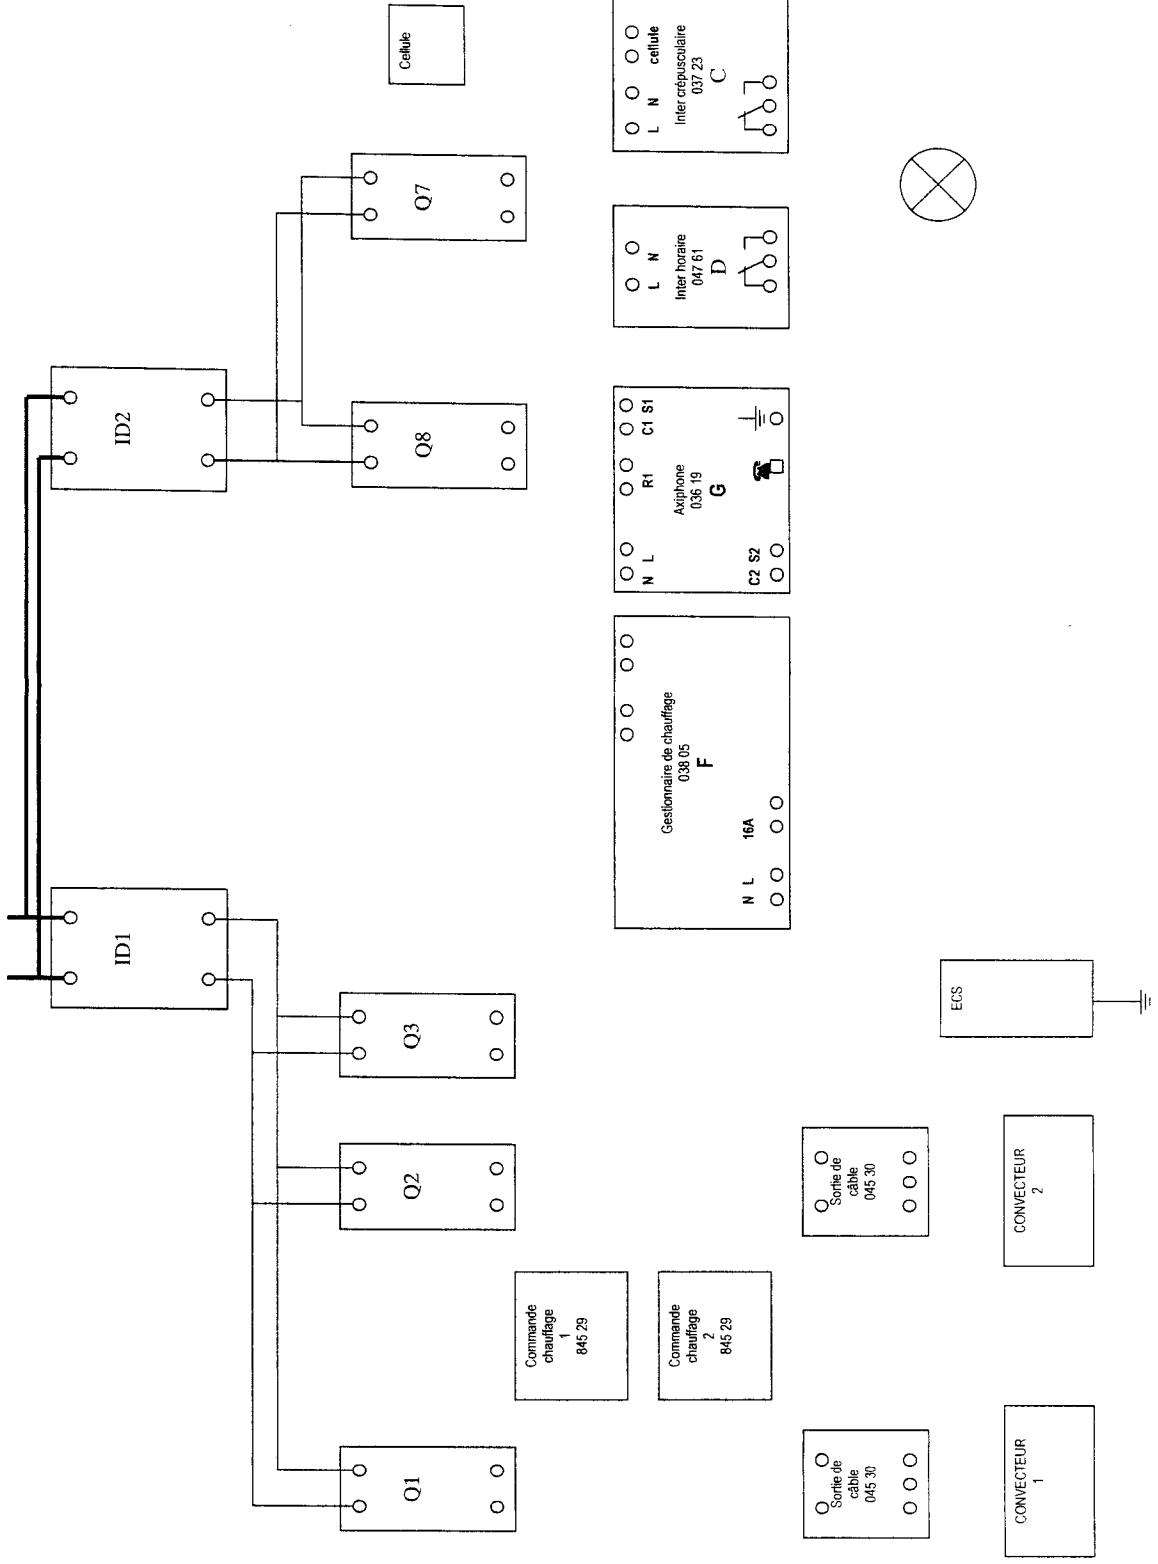 ID1
ID2
Q1
Q2
Q3
Q8
Q7
Cellule
Commande
chauffage
1
845 29
Commande
chauffage
2
845 29
Gestionnaire de chauffage
038 05
F
N L 16A
N L R1 C1 S1
Axiphone
036 19
G
C2 S2
L N
Inter horaire
047 61
D
L N cellule
Inter crépusculaire
037 23
C
Sortie de
câble
045 30
Sortie de
câble
045 30
ECS
CONVECTEUR
1
CONVECTEUR
2